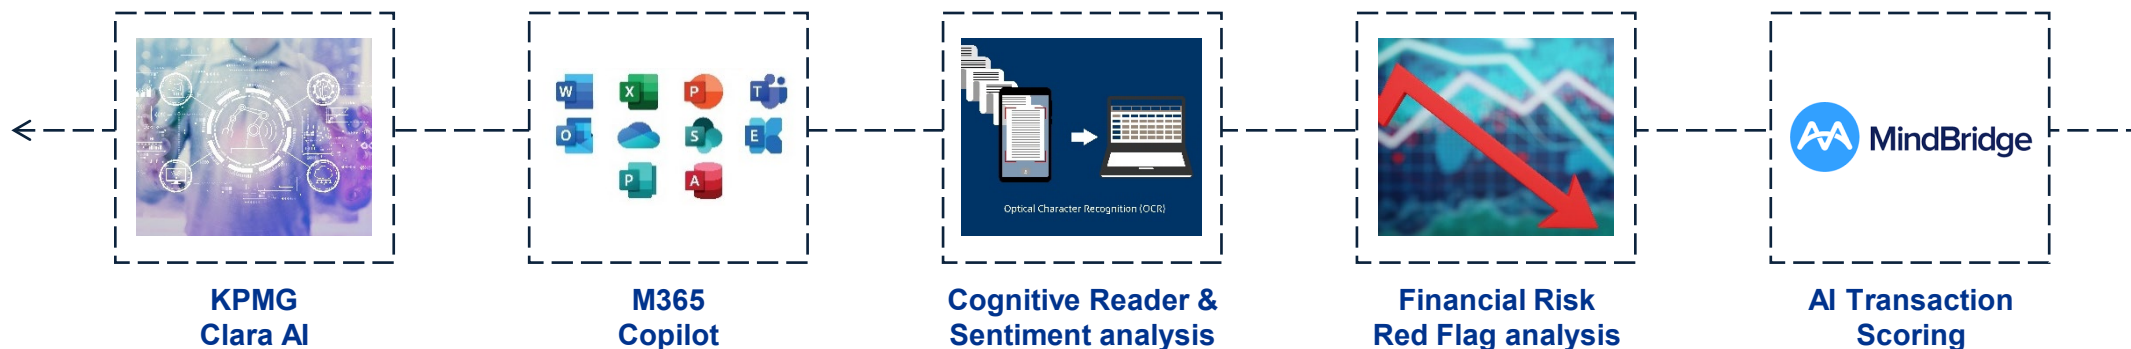 W X P T
O S E
P A
Optical Character Recognition (OCR)
MindBridge
KPMG
Clara AI
M365
Copilot
Cognitive Reader &
Sentiment analysis
Financial Risk
Red Flag analysis
AI Transaction
Scoring